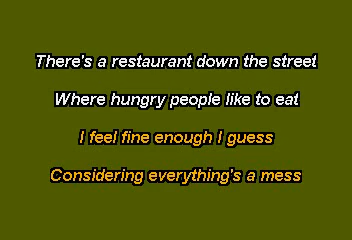 There's a restaurant down the street
Where hungry people like to eat
I feel fine enough I guess
Considering everything's a mess